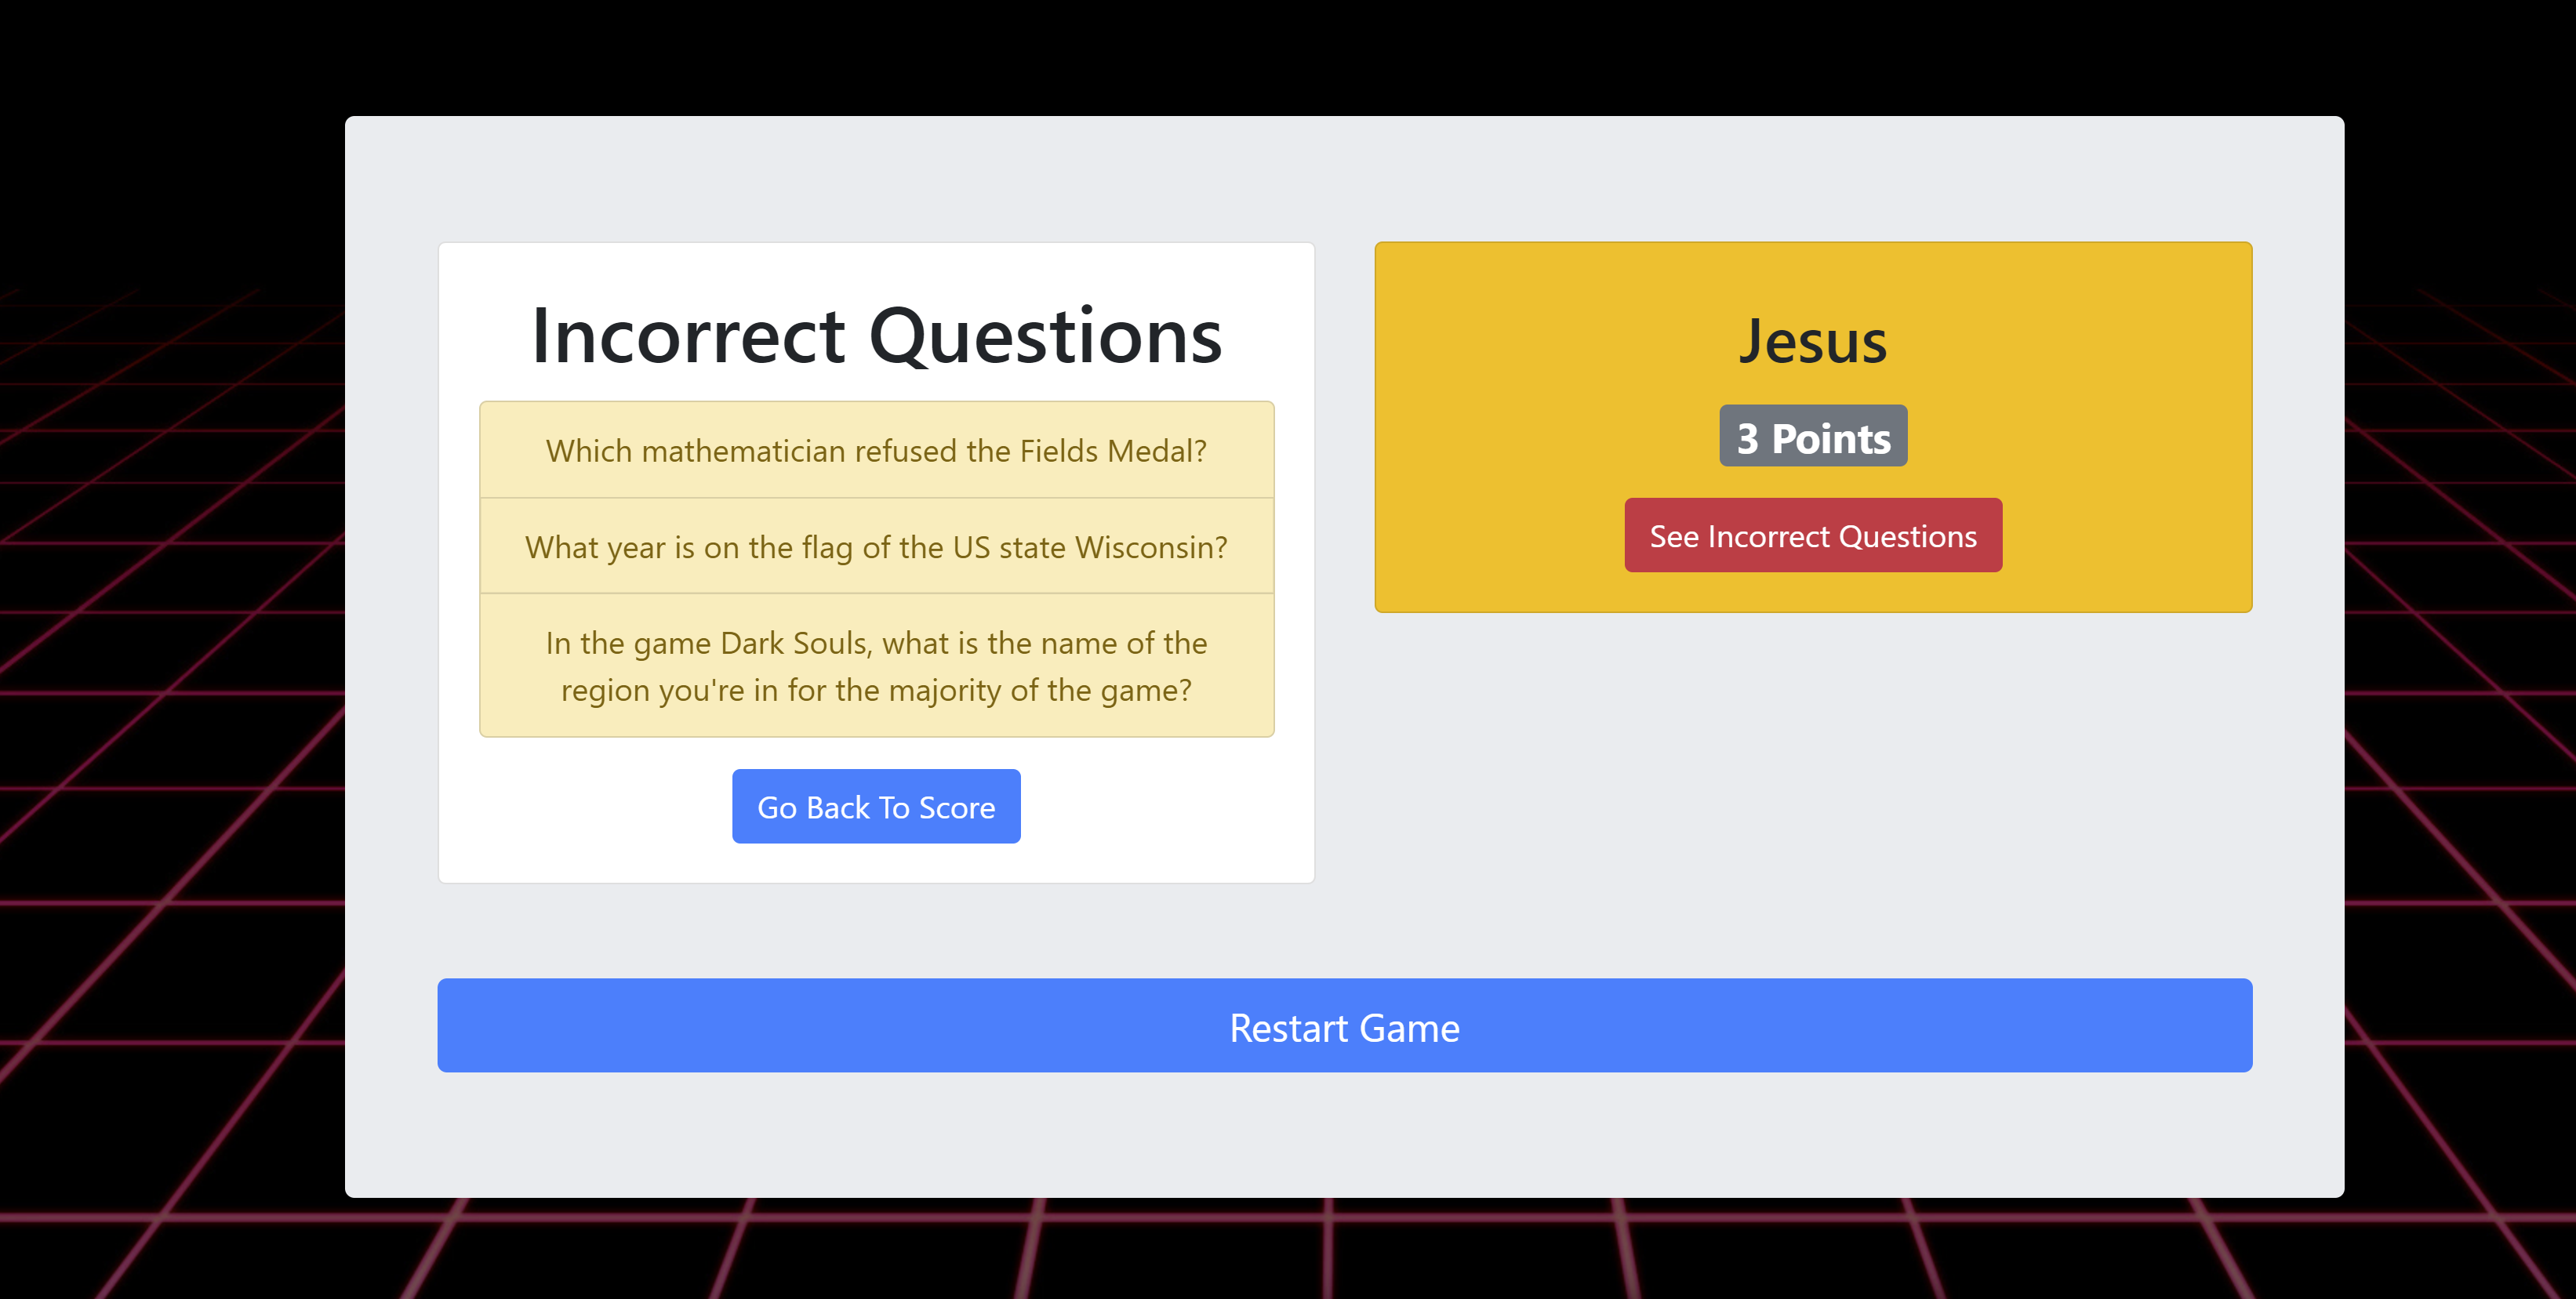 Incorrect Questions
Which mathematician refused the Fields Medal?
What year is on the flag of the US state Wisconsin?
In the game Dark Souls, what is the name of the
region you're in for the majority of the game?
Go Back To Score
Jesus
3 Points
See Incorrect Questions
Restart Game